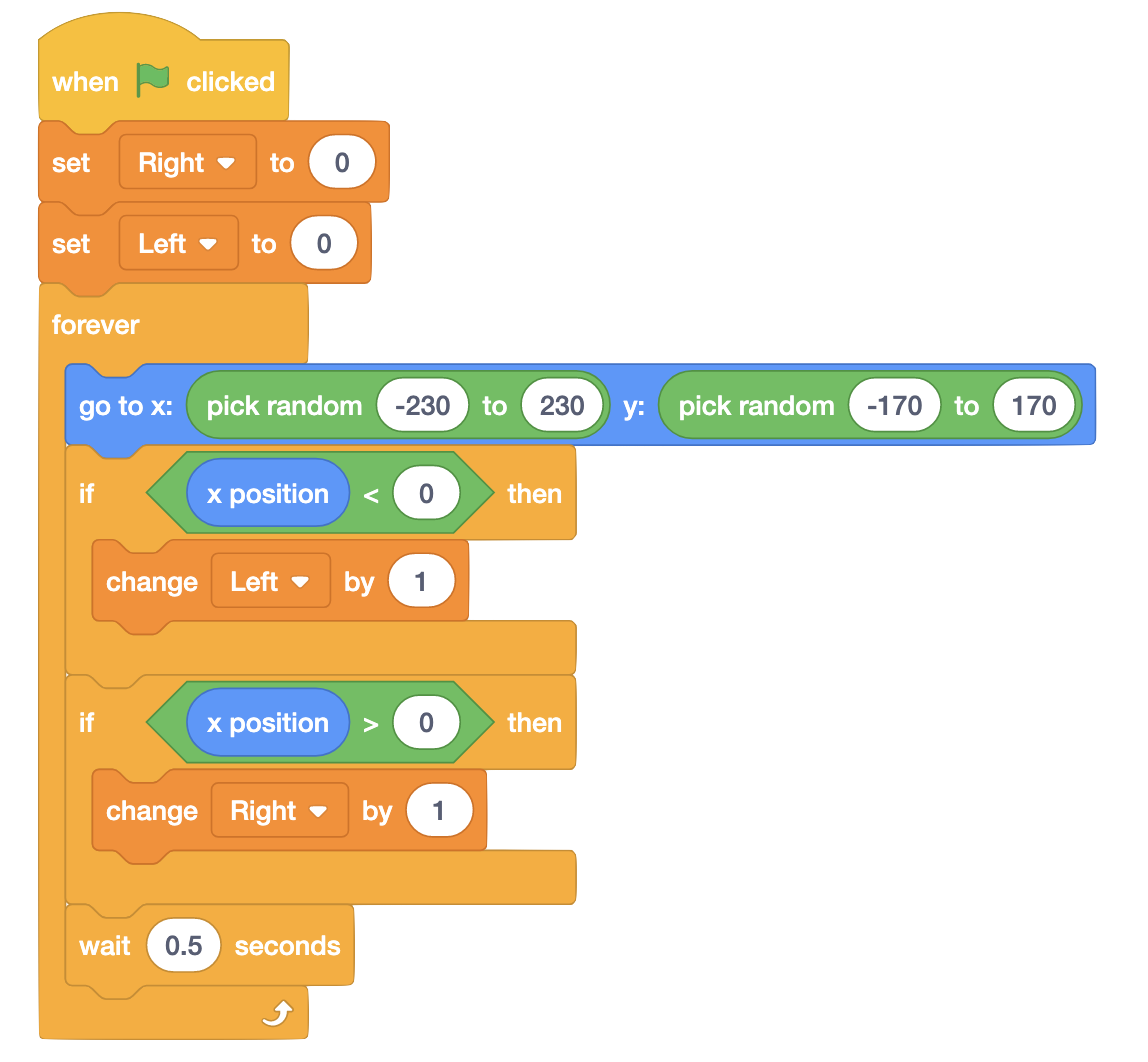 when clicked
set Right to 0
set Left to 0
forever
go to x: pick random -230 to 230 y: pick random -170 to 170
if x position < 0 then
change Left by 1
if x position > 0 then
change Right by 1
wait 0.5 seconds